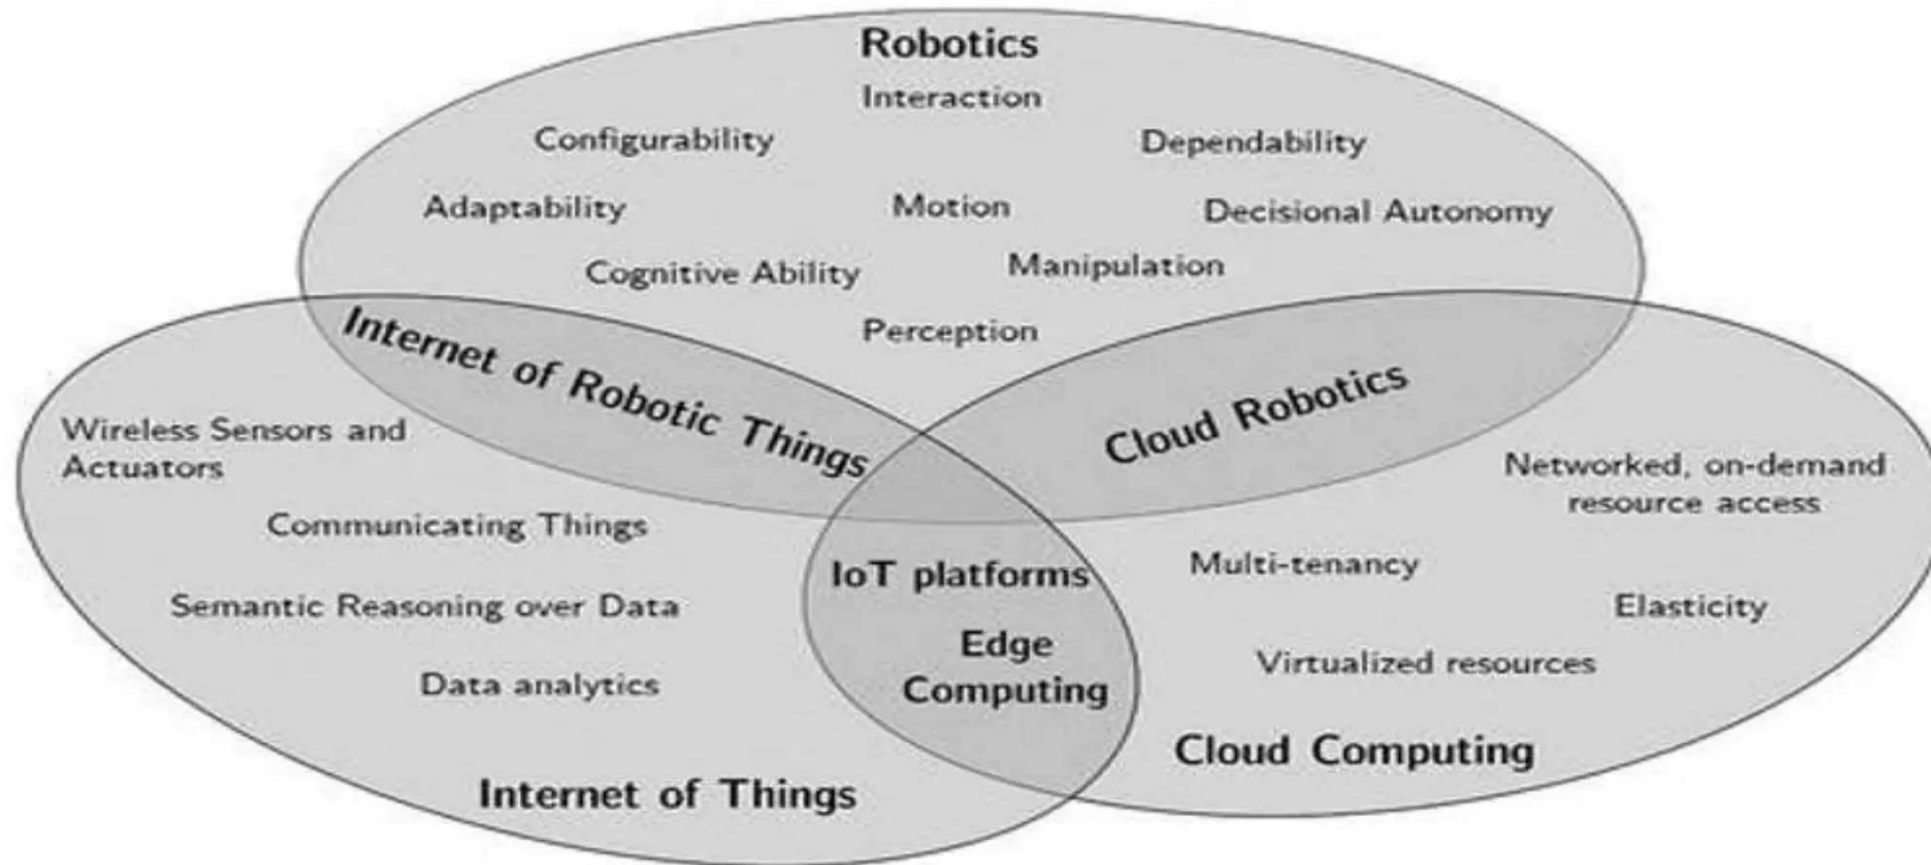 Robotics
Interaction
Configurability
Dependability
Adaptability
Motion
Decisional Autonomy
Cognitive Ability
Manipulation
Perception
Internet of Robotic Things
Cloud Robotics
Wireless Sensors and
Actuators
Communicating Things
Semantic Reasoning over Data
Data analytics
Internet of Things
IoT platforms
Edge
Computing
Networked, on-demand
resource access
Multi-tenancy
Elasticity
Virtualized resources
Cloud Computing